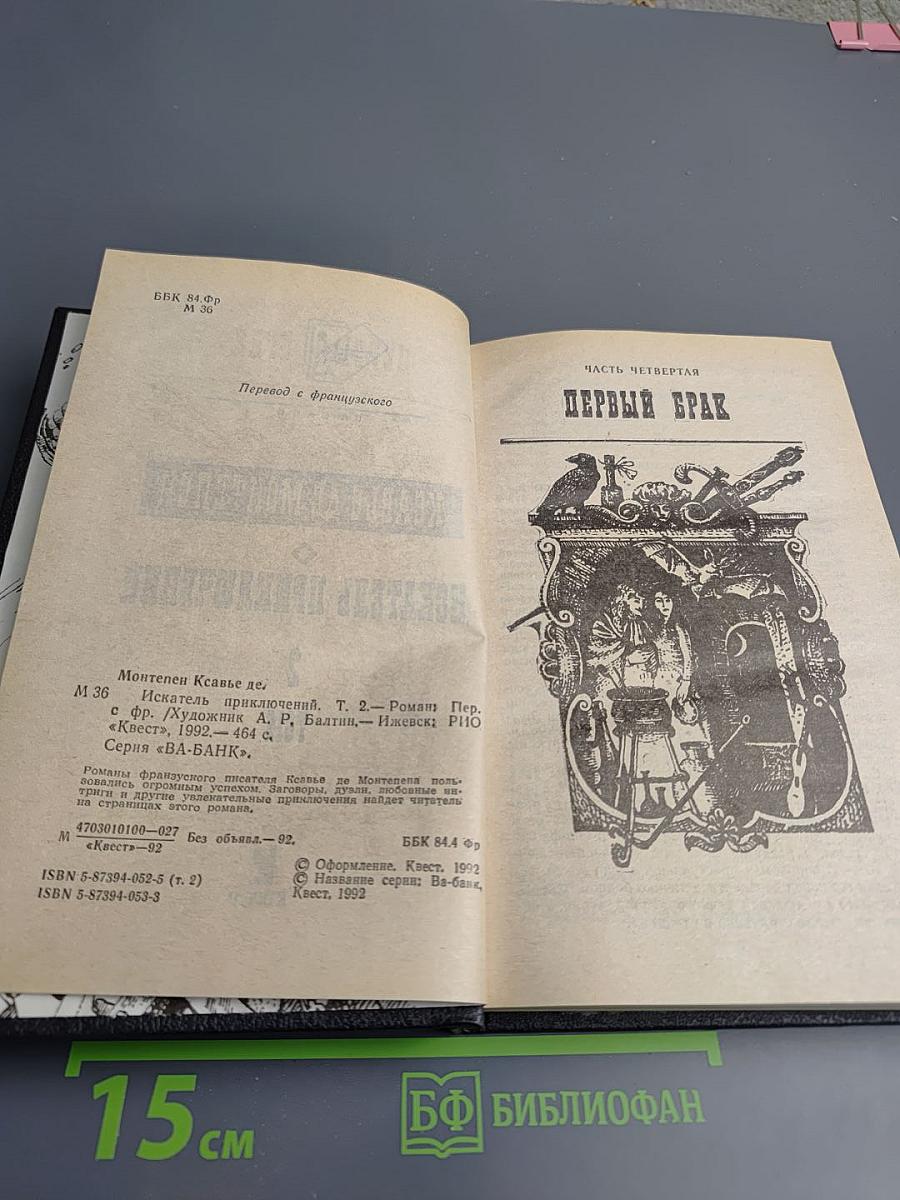 ББК 84.Фр
М 36
Перевод с французского
Монтепен Ксавье де.
М 36
Искатель приключений. Т. 2.— Роман: Пер.
с фр. /Художник А. Р. Балтин.— Ижевск: РИО
«Квест», 1992.— 464 с.
Серия «ВА-БАНК».
Романы французского писателя Ксавье де Монтепена поль-
зовались огромным успехом. Заговоры, дуэли, любовные ин-
триги и другие увлекательные приключения найдет читатель
на страницах этого романа.
М 4703010100—027 Без объявл.—92.
«Квест»—92
ББК 84.4 Фр
© Оформление. Квест. 1992
© Название серии: Ва-банк,
Квест. 1992
ISBN 5-87394-052-5 (т. 2)
ISBN 5-87394-053-3
ЧАСТЬ ЧЕТВЕРТАЯ
ПЕРВЫЙ БРАК
15 см
БФ БИБЛИОФАН